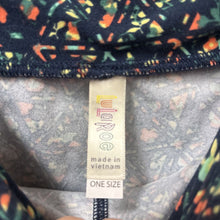 LuLaRoe
made in
vietnam
ONE SIZE